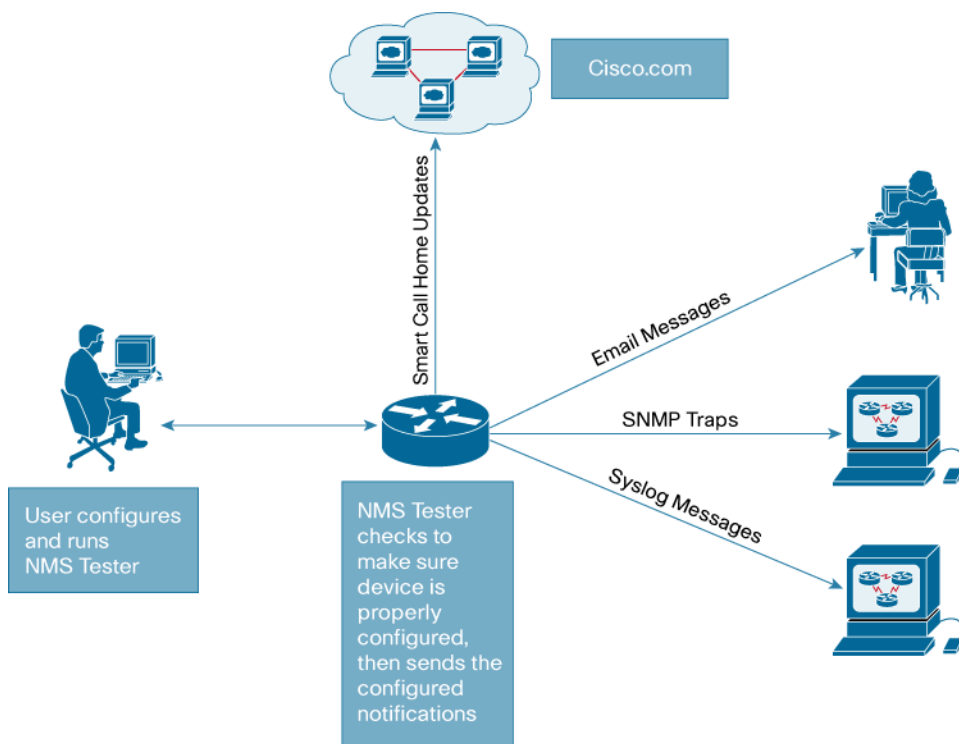 Cisco.com
Smart Call Home Updates
Email Messages
SNMP Traps
Syslog Messages
User configures
and runs
NMS Tester
NMS Tester
checks to
make sure
device is
properly
configured,
then sends the
configured
notifications